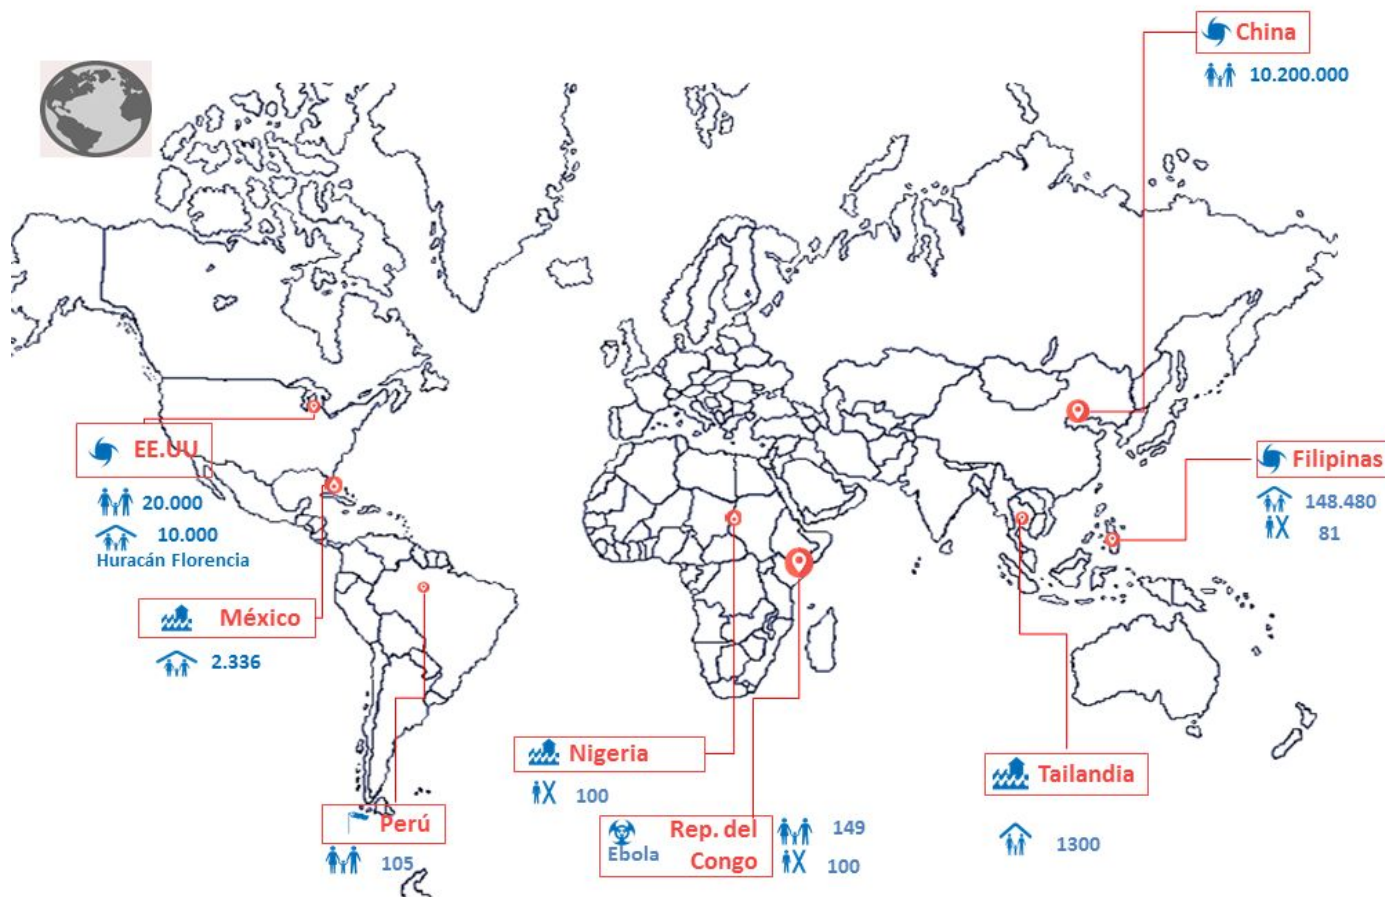 China
10.200.000
EE.UU
20.000
10.000
Huracán Florencia
Filipinas
148.480
81
México
2.336
Nigeria
100
Tailandia
1300
Perú
105
Ebola
Rep. del
Congo
149
100